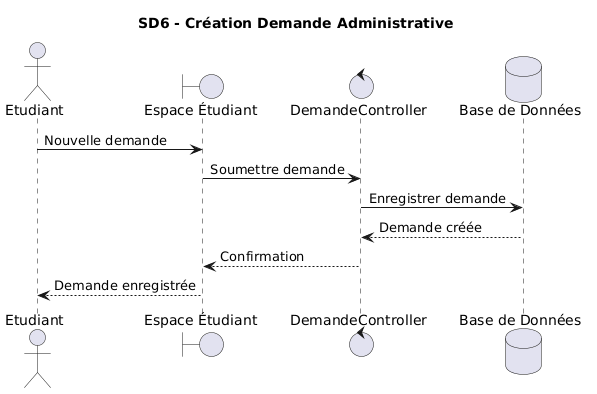 SD6 - Création Demande Administrative
Etudiant Espace Étudiant DemandeController Base de Données
Nouvelle demande
Soumettre demande
Enregistrer demande
Demande créée
Confirmation
Demande enregistrée
Etudiant Espace Étudiant DemandeController Base de Données